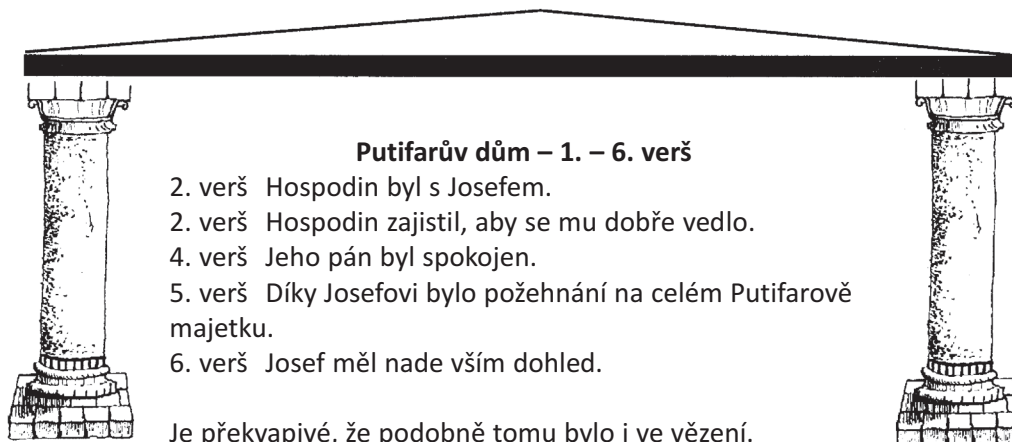 Putifarův dům – 1. – 6. verš
2. verš Hospodin byl s Josefem.
2. verš Hospodin zajistil, aby se mu dobře vedlo.
4. verš Jeho pán byl spokojen.
5. verš Díky Josefovi bylo požehnání na celém Putifarově
majetku.
6. verš Josef měl nade vším dohled.
Je překvapivé, že podobně tomu bylo i ve vězení.